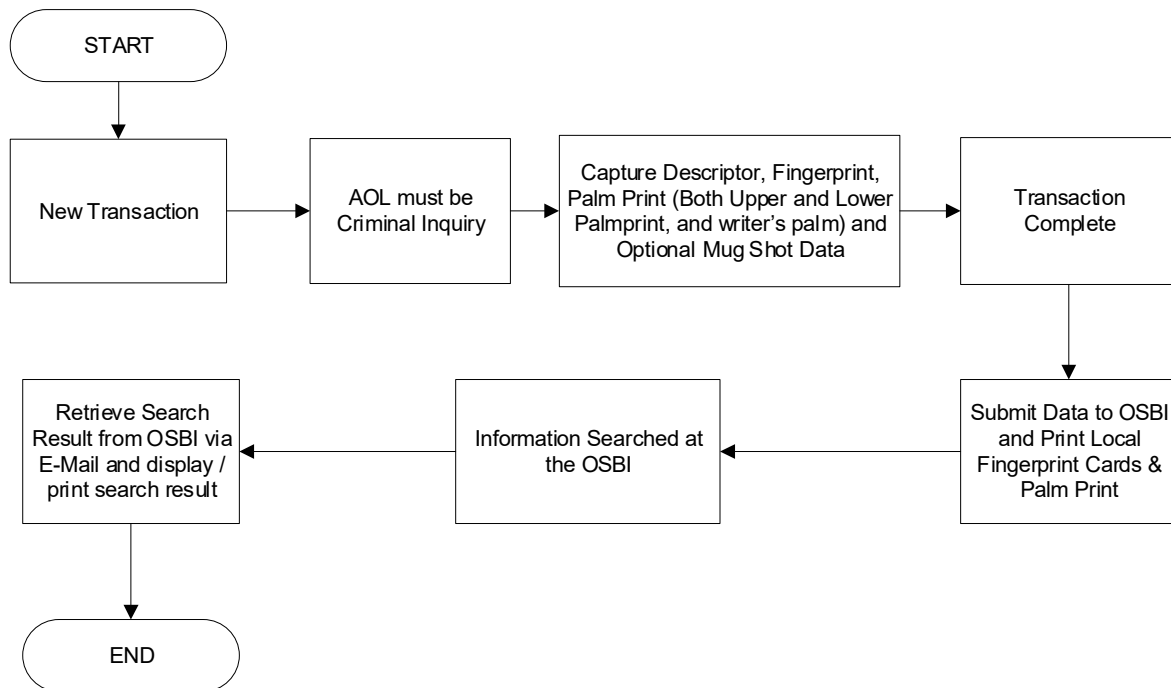 START
New Transaction
AOL must be
Criminal Inquiry
Capture Descriptor, Fingerprint,
Palm Print (Both Upper and Lower
Palmprint, and writer’s palm) and
Optional Mug Shot Data
Transaction
Complete
Submit Data to OSBI
and Print Local
Fingerprint Cards &
Palm Print
Information Searched at
the OSBI
Retrieve Search
Result from OSBI via
E-Mail and display /
print search result
END